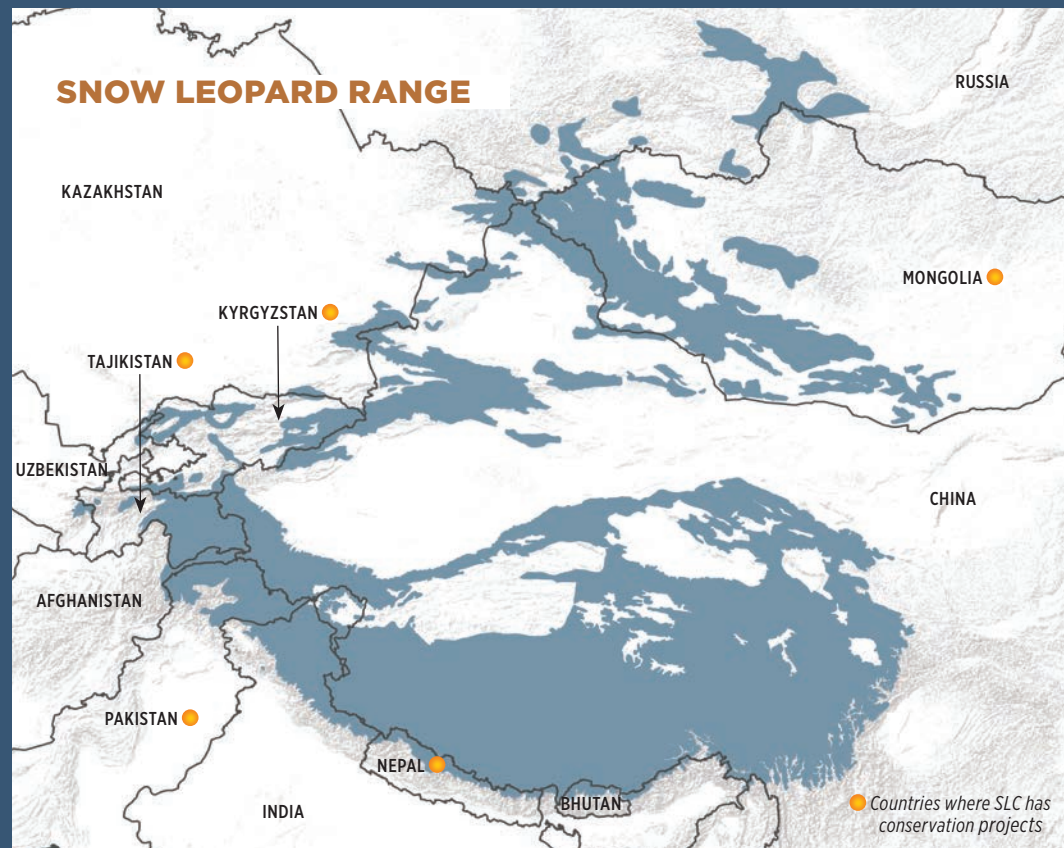 SNOW LEOPARD RANGE
RUSSIA
KAZAKHSTAN
MONGOLIA
KYRGYZSTAN
TAJIKISTAN
UZBEKISTAN
CHINA
AFGHANISTAN
PAKISTAN
NEPAL
BHUTAN
INDIA
Countries where SLC has
conservation projects